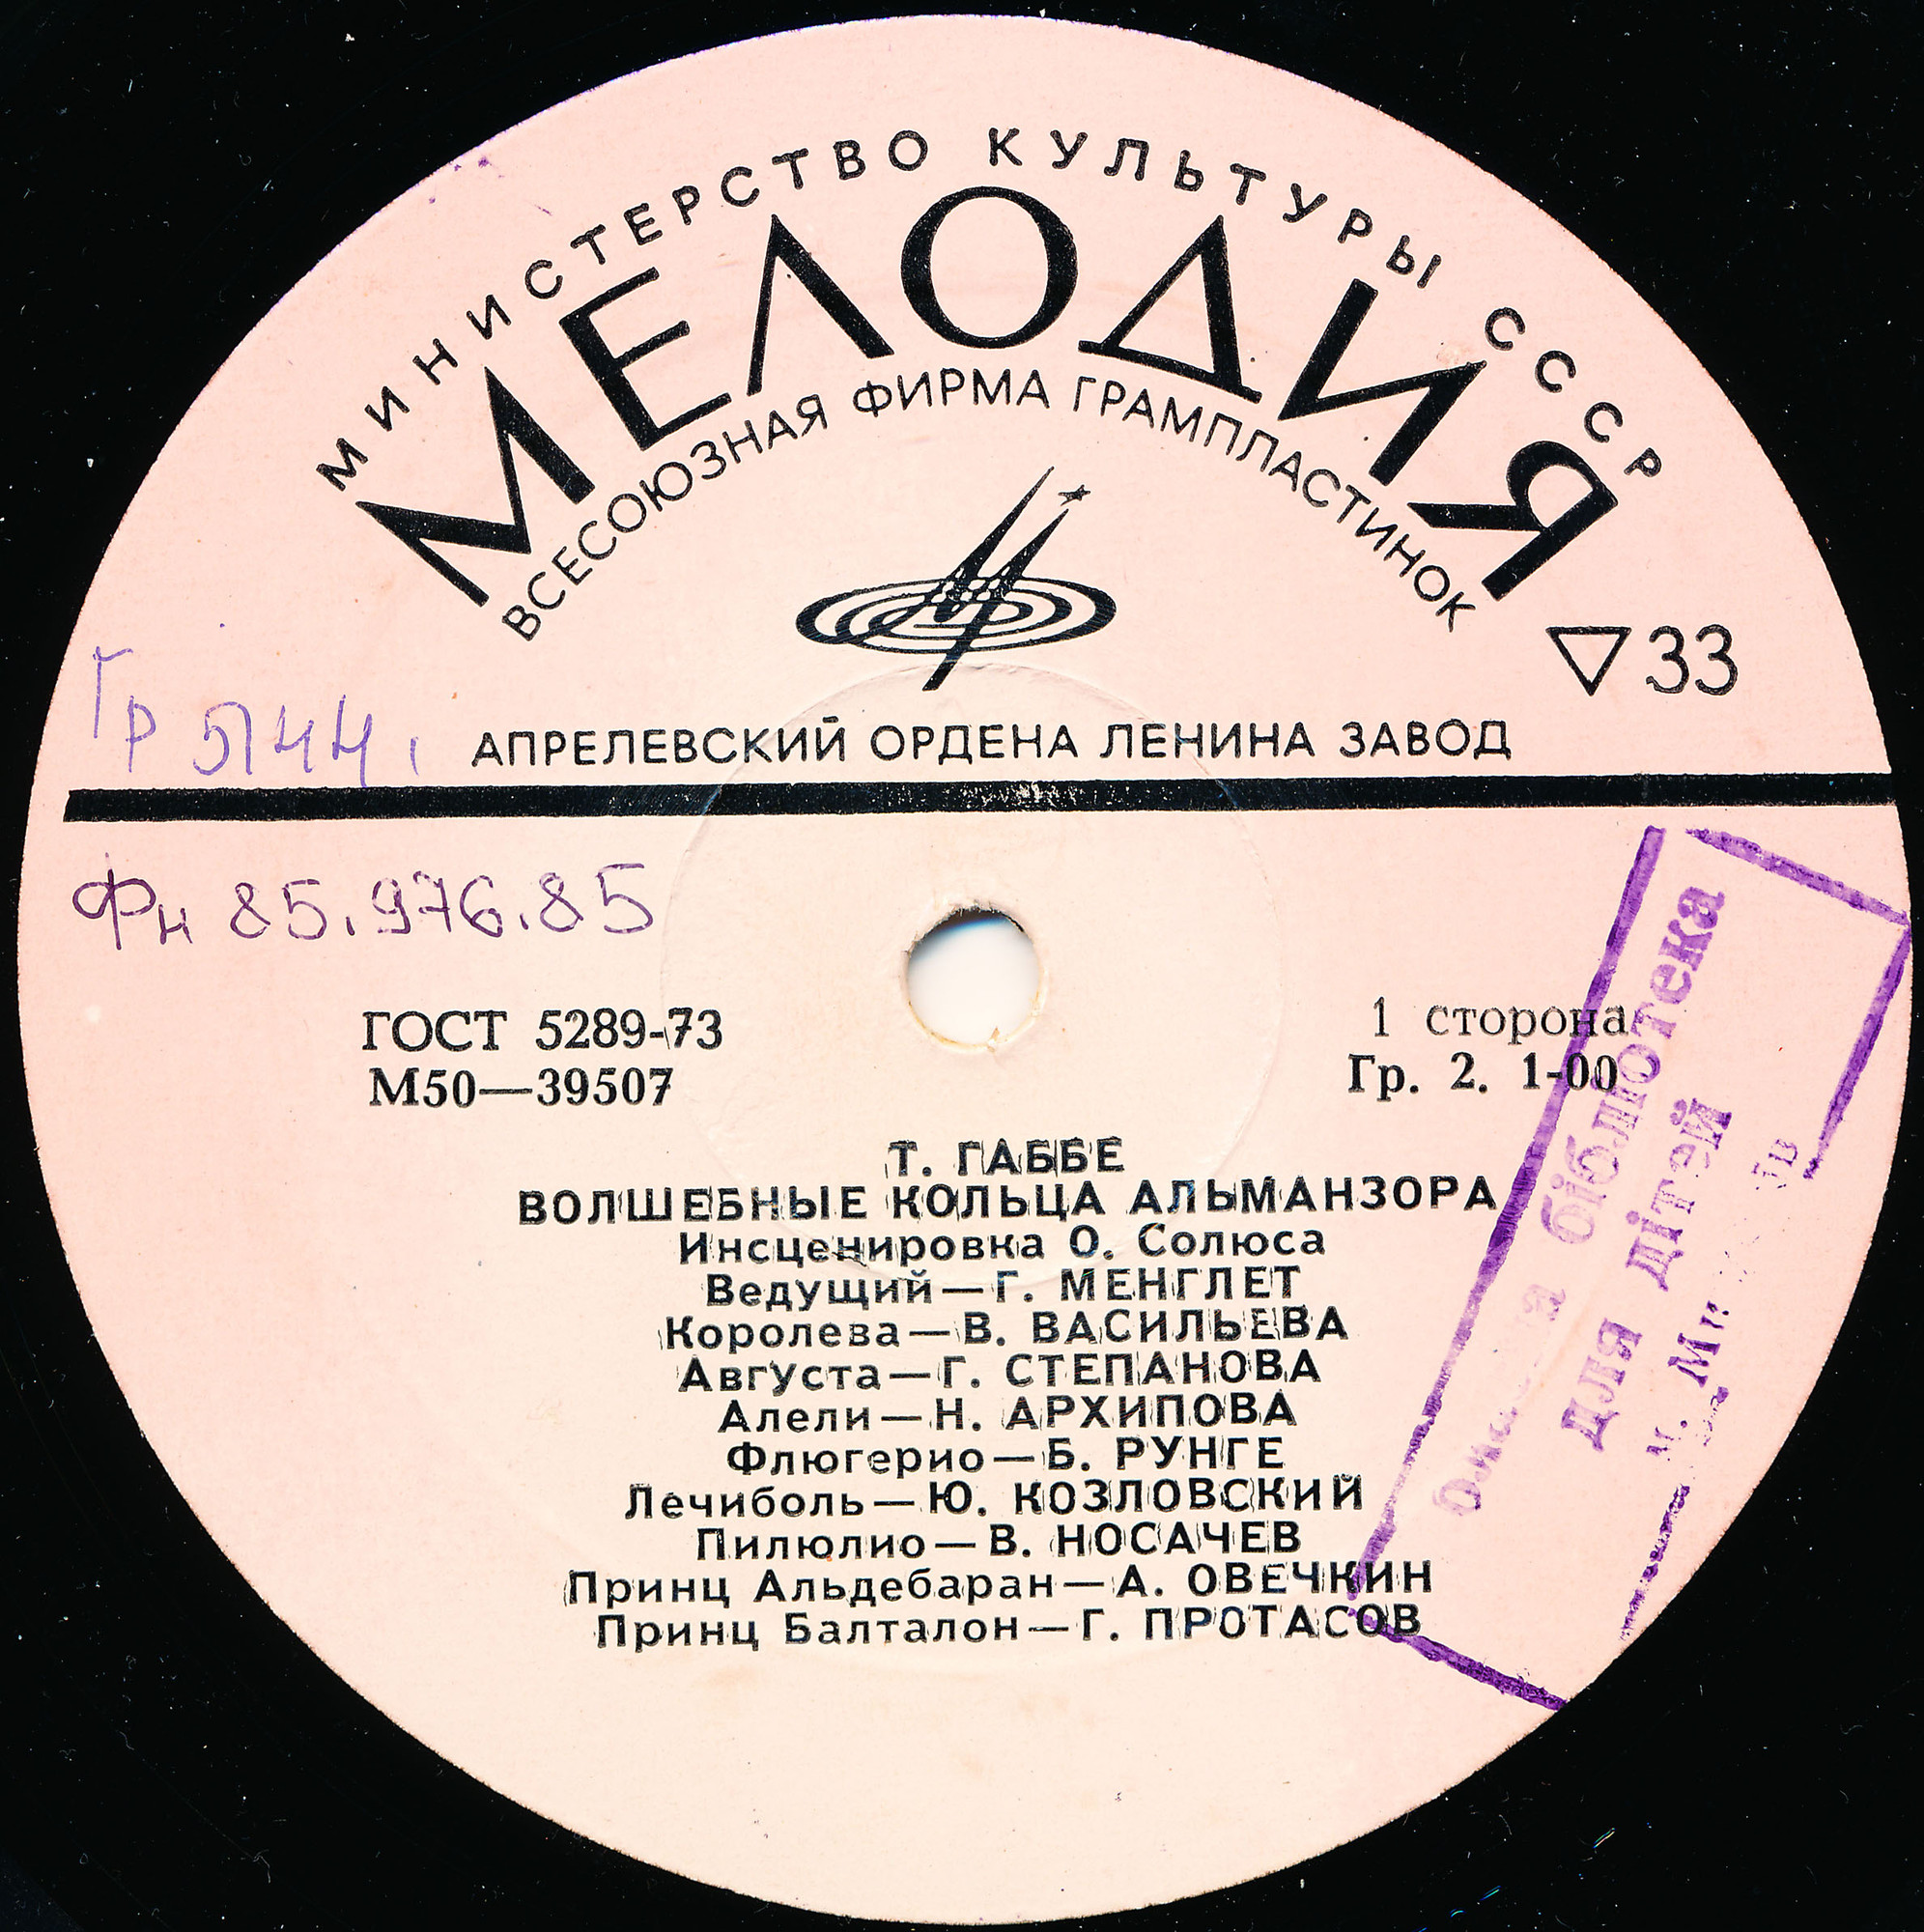 МИНИСТЕРСТВО КУЛЬТУРЫ СССР
МЕЛОДИЯ
ВСЕСОЮЗНАЯ ФИРМА ГРАМПЛАСТИНОК
33
Гр 5144.
АПРЕЛЕВСКИЙ ОРДЕНА ЛЕНИНА ЗАВОД
Фн 85.976.85
ГОСТ 5289-73
М50—39507
1 сторона
Гр. 2. 1-00
Т. ГАББЕ
ВОЛШЕБНЫЕ КОЛЬЦА АЛЬМАНЗОРА
Инсценировка О. Солюса
Ведущий—Г. МЕНГЛЕТ
Королева—В. ВАСИЛЬЕВА
Августа—Г. СТЕПАНОВА
Алели—Н. АРХИПОВА
Флюгерио—Б. РУНГЕ
Лечиболь—Ю. КОЗЛОВСКИЙ
Пилюлио—В. НОСАЧЕВ
Принц Альдебаран—А. ОВЕЧКИН
Принц Балталон—Г. ПРОТАСОВ
бібліотека
для дітей
м.